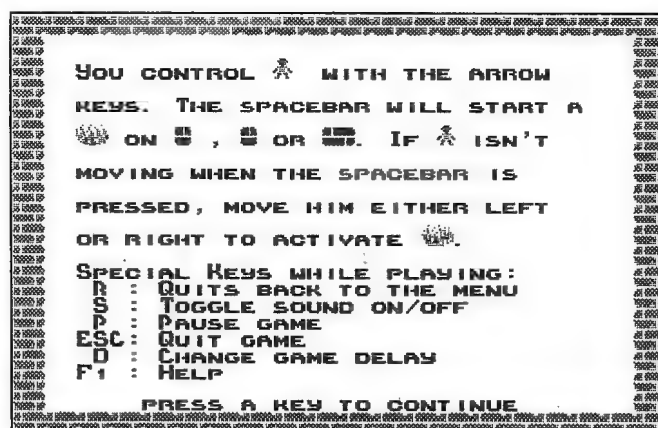 YOU CONTROL WITH THE ARROW
KEYS. THE SPACEBAR WILL START A
ON , OR . IF ISN'T
MOVING WHEN THE SPACEBAR IS
PRESSED, MOVE HIM EITHER LEFT
OR RIGHT TO ACTIVATE .
SPECIAL KEYS WHILE PLAYING:
R : QUITS BACK TO THE MENU
S : TOGGLE SOUND ON/OFF
P : PAUSE GAME
ESC: QUIT GAME
D : CHANGE GAME DELAY
F1 : HELP
PRESS A KEY TO CONTINUE